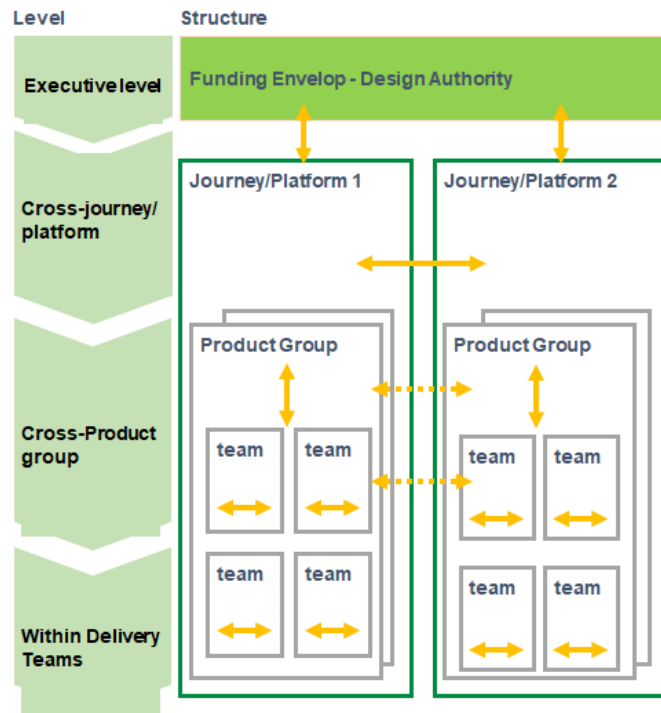 Level
Structure
Executive level
Funding Envelop - Design Authority
Cross-journey/
platform
Journey/Platform 1
Journey/Platform 2
Product Group
Product Group
Cross-Product
group
team
team
team
team
team
team
team
team
Within Delivery
Teams